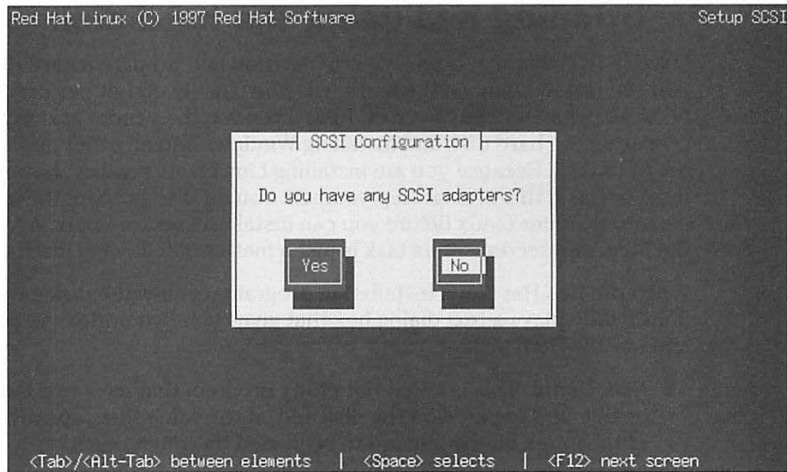 Red Hat Linux (C) 1997 Red Hat Software Setup SCSI
SCSI Configuration
Do you have any SCSI adapters?
Yes No
<Tab>/<Alt-Tab> between elements | <Space> selects | <F12> next screen